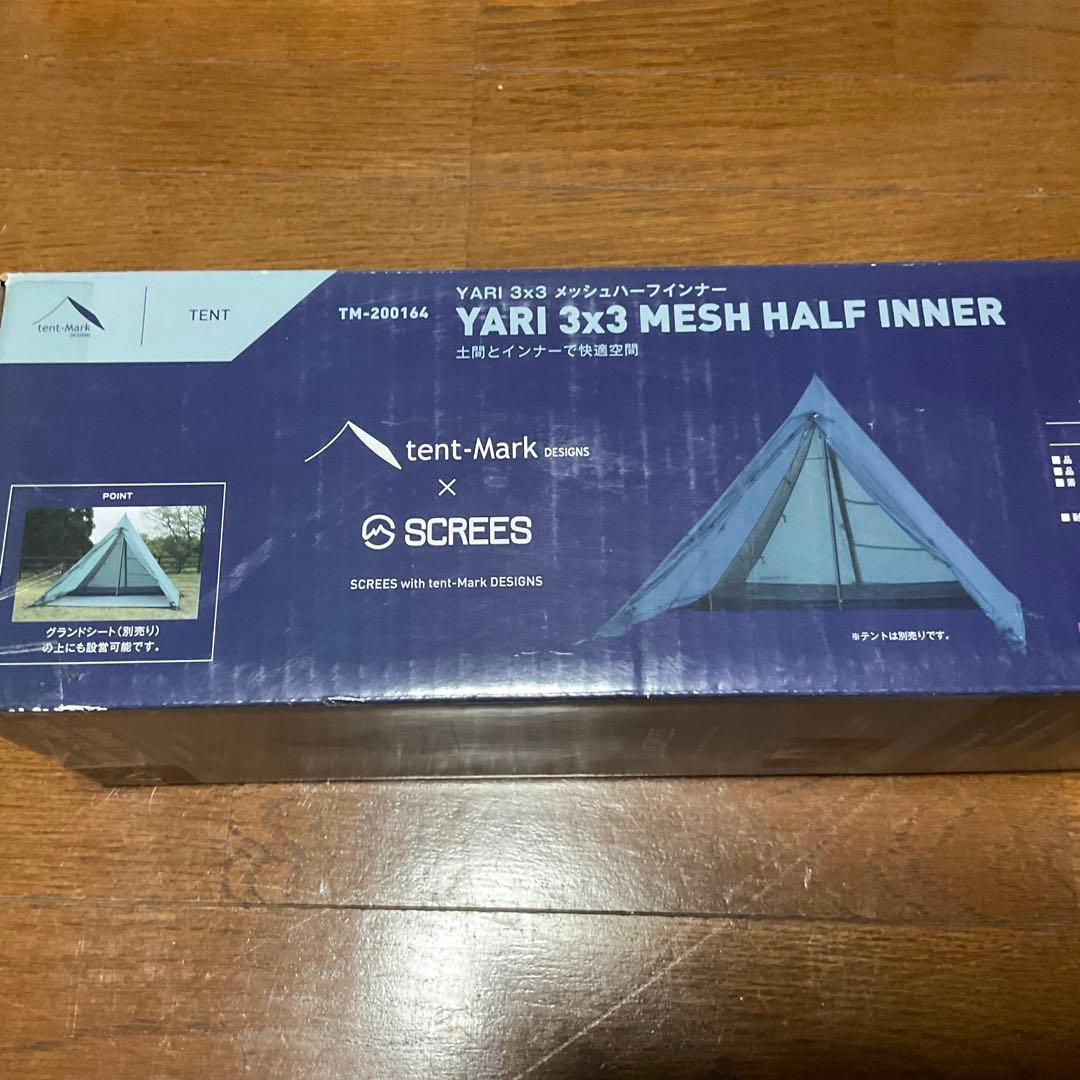 tent-Mark
DESIGNS
TENT
TM-200164
YARI 3x3 メッシュハーフインナー
YARI 3x3 MESH HALF INNER
土間とインナーで快適空間
tent-Mark DESIGNS
×
SCREES
SCREES with tent-Mark DESIGNS
POINT
グランドシート(別売り)
の上にも設営可能です。
※テントは別売りです。
■品
■品
■素